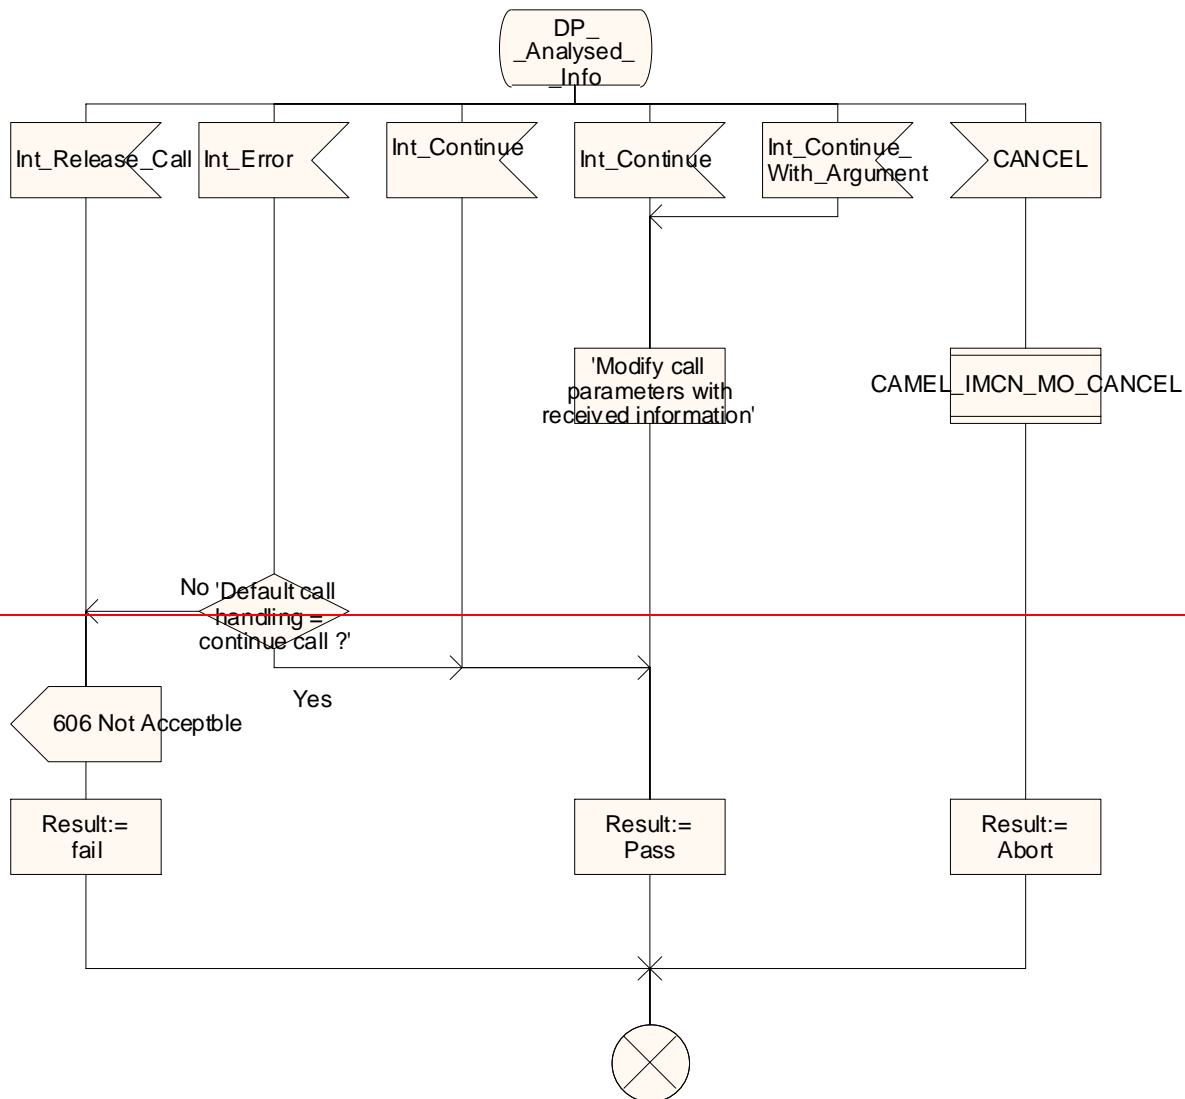 DP_
_Analysed_
_Info
Int_Release_Call
Int_Error
Int_Continue
Int_Continue
Int_Continue_
With_Argument
CANCEL
'Modify call
parameters with
received information'
CAMEL_IMCN_MO_CANCEL
No
'Default call
handling =
continue call ?'
Yes
606 Not Acceptble
Result:=
fail
Result:=
Pass
Result:=
Abort